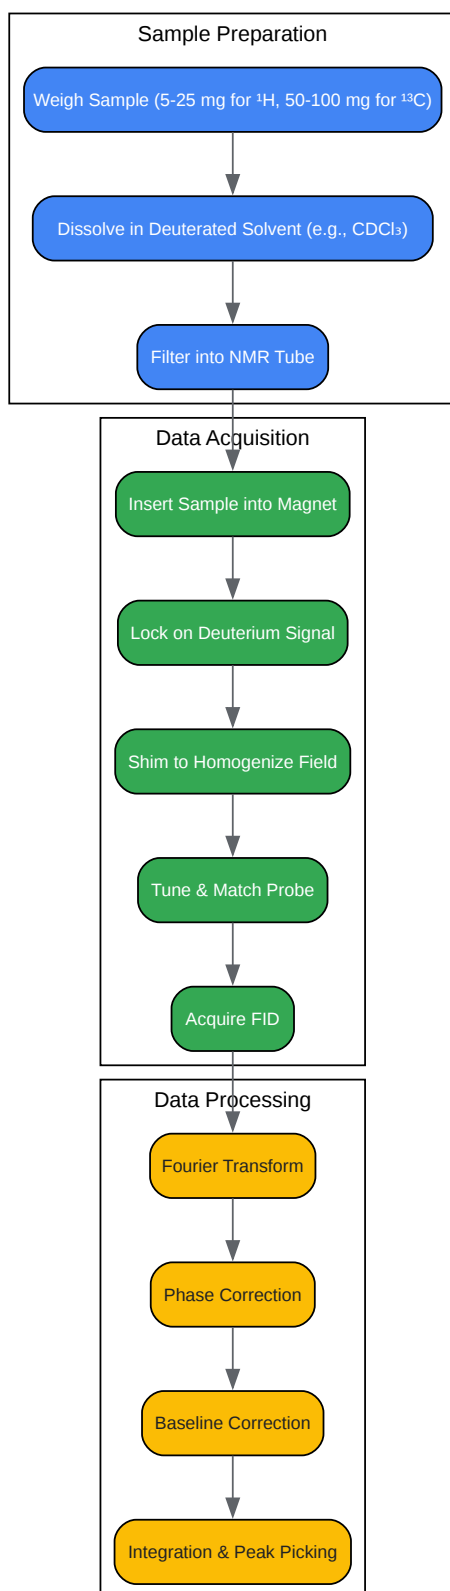 Sample Preparation
Weigh Sample (5-25 mg for ¹H, 50-100 mg for ¹³C)
Dissolve in Deuterated Solvent (e.g., CDCl₃)
Filter into NMR Tube
Data Acquisition
Insert Sample into Magnet
Lock on Deuterium Signal
Shim to Homogenize Field
Tune & Match Probe
Acquire FID
Data Processing
Fourier Transform
Phase Correction
Baseline Correction
Integration & Peak Picking